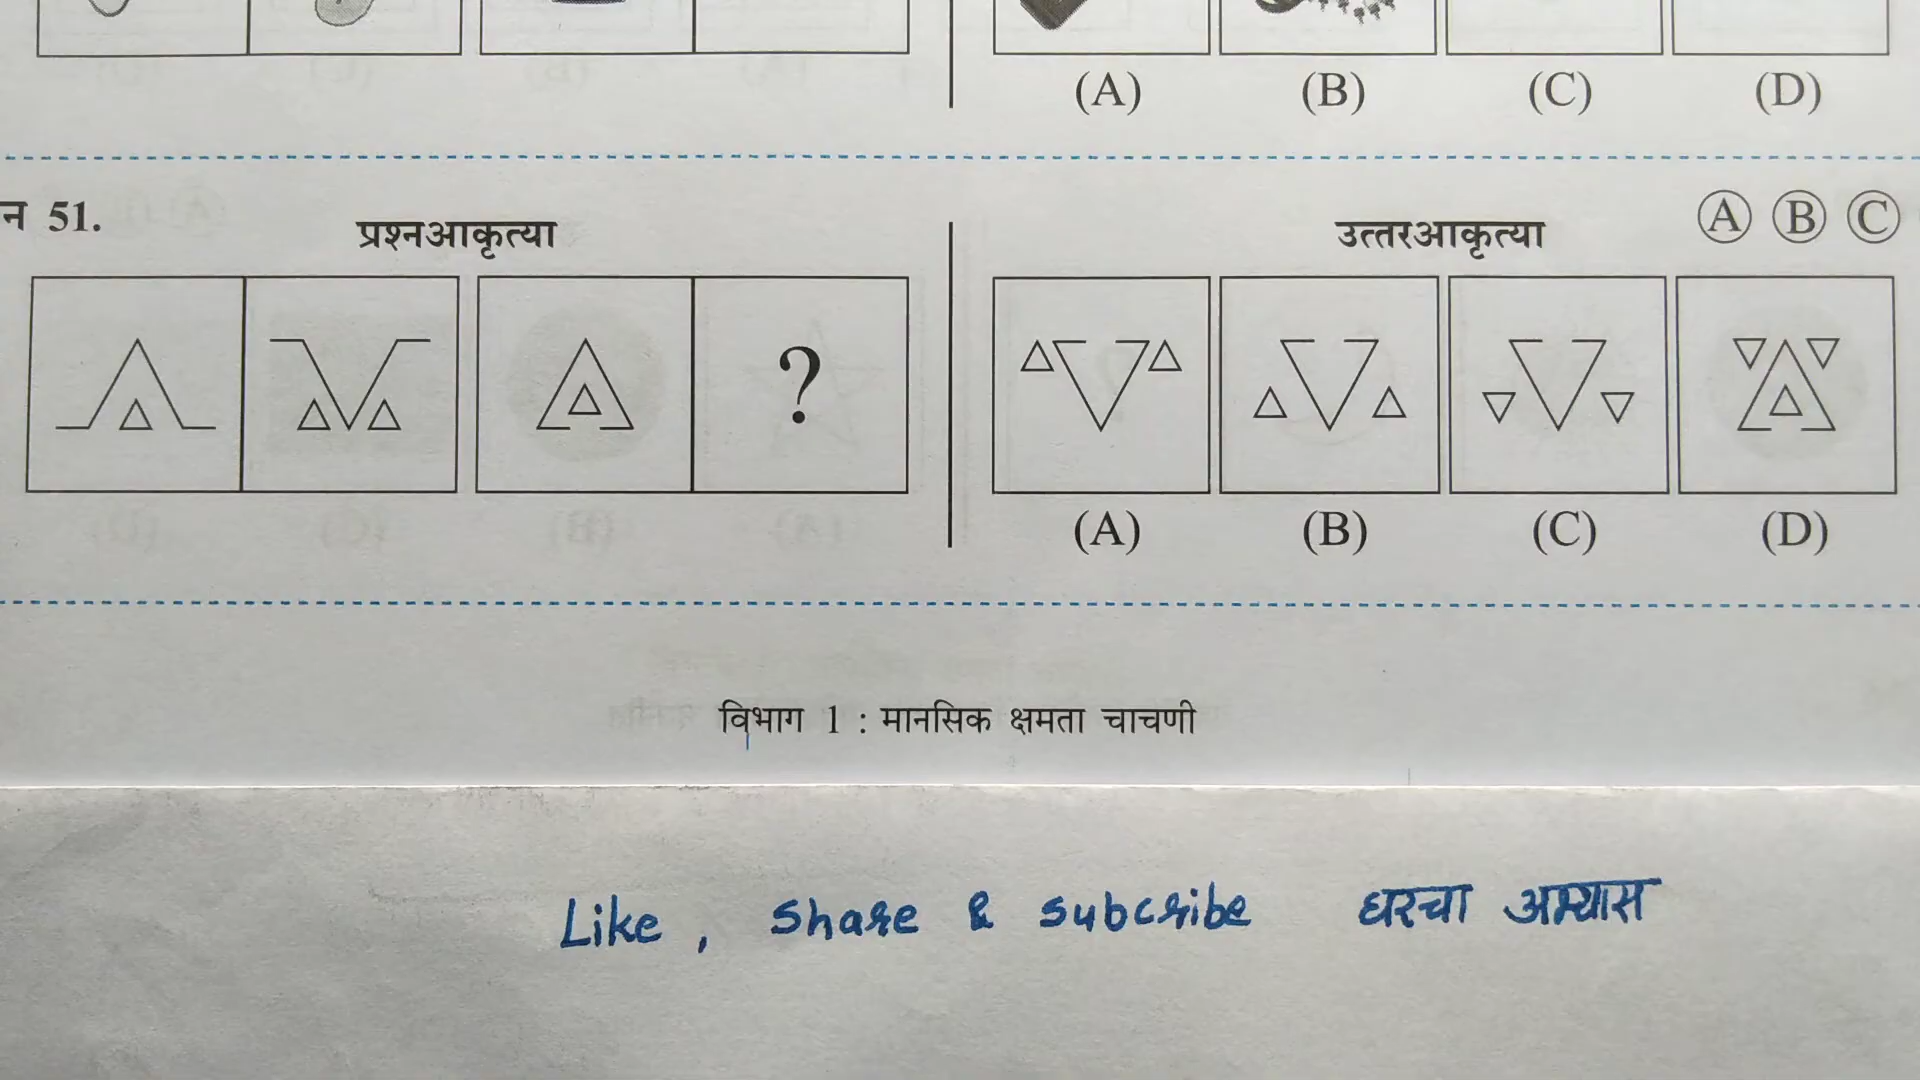 (A) (B) (C) (D)
न 51.
प्रश्नआकृत्या
उत्तरआकृत्या
A B C
?
(A) (B) (C) (D)
विभाग 1 : मानसिक क्षमता चाचणी
Like, Share & subcribe घरचा अभ्यास